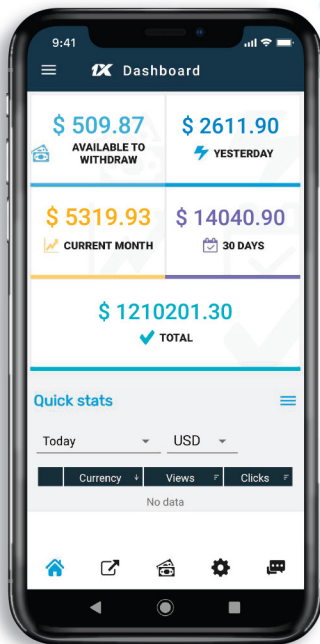 9:41
1X Dashboard
$ 509.87
AVAILABLE TO
WITHDRAW
$ 2611.90
YESTERDAY
$ 5319.93
CURRENT MONTH
$ 14040.90
30 DAYS
$ 1210201.30
TOTAL
Quick stats
Today
USD
Currency Views Clicks
No data